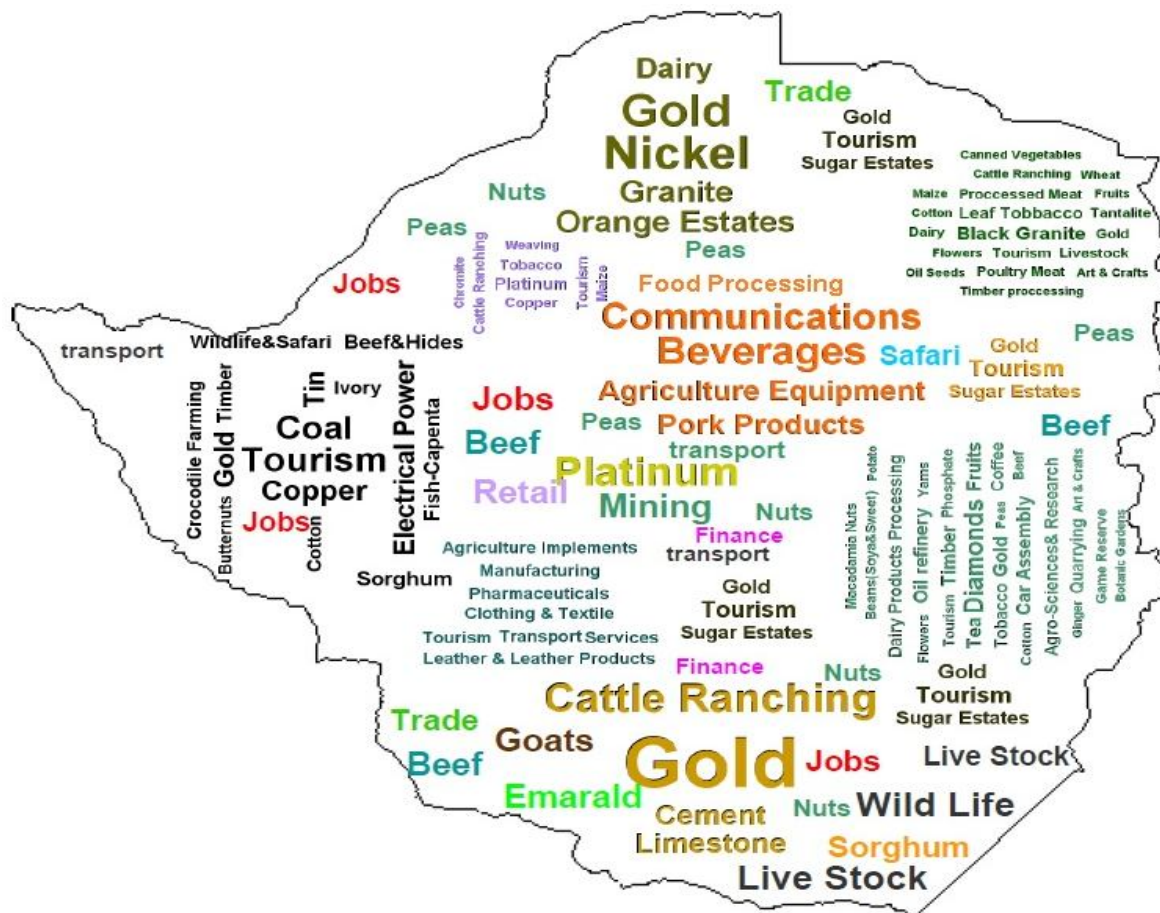 Dairy
Gold
Nickel
Granite
Orange Estates
Trade
Gold
Tourism
Sugar Estates
Canned Vegetables
Cattle Ranching Wheat
Maize Proccessed Meat Fruits
Cotton Leaf Tobbacco Tantalite
Dairy Black Granite Gold
Flowers Tourism Livestock
Oil Seeds Poultry Meat Art & Crafts
Timber proccessing
Nuts
Peas
Jobs
Chromite
Cattle Ranching
Weaving
Tobacco
Platinum
Copper
Tourism
Maize
Peas
Food Processing
Communications
Beverages
Agriculture Equipment
Pork Products
Safari
Gold
Tourism
Sugar Estates
Peas
Beef
transport
Wildlife&Safari Beef&Hides
Crocodile Farming
Butternuts
Gold
Timber
Tin
Ivory
Coal
Tourism
Copper
Jobs
Cotton
Electrical Power
Fish-Capenta
Sorghum
Jobs
Beef
Retail
Peas
transport
Platinum
Mining
Nuts
Finance
transport
Agriculture Implements
Manufacturing
Pharmaceuticals
Clothing & Textile
Tourism Transport Services
Leather & Leather Products
Gold
Tourism
Sugar Estates
Finance
Macadamia Nuts
Beans(Soya&Sweet)
Potato
Dairy Products Processing
Flowers
Oil refinery
Yams
Tourism
Timber
Phosphate
Tea
Diamonds
Fruits
Tobacco
Gold
Peas
Coffee
Cotton
Car Assembly
Beef
Agro-Sciences& Research
Ginger
Quarrying
Art & Crafts
Game Reserve
Botanic Gardens
Nuts
Gold
Tourism
Sugar Estates
Cattle Ranching
Trade
Goats
Beef
Gold
Jobs
Live Stock
Emarald
Cement
Limestone
Nuts
Wild Life
Sorghum
Live Stock